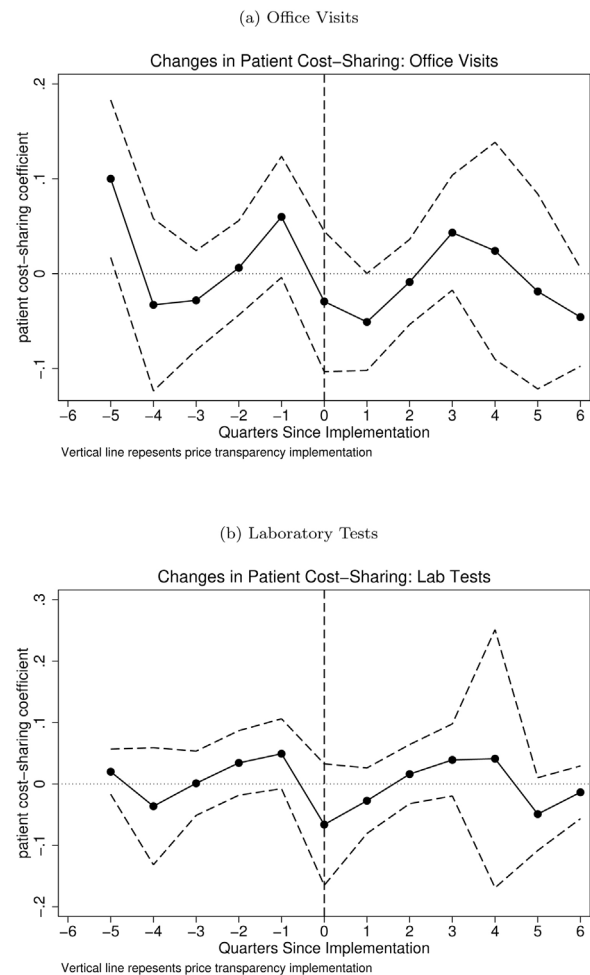 (a) Office Visits
Changes in Patient Cost−Sharing: Office Visits
patient cost−sharing coefficient
.2
.1
0
−.1
−6 −5 −4 −3 −2 −1 0 1 2 3 4 5 6
Quarters Since Implementation
Vertical line repesents price transparency implementation
(b) Laboratory Tests
Changes in Patient Cost−Sharing: Lab Tests
patient cost−sharing coefficient
.3
.2
.1
0
−.1
−.2
−6 −5 −4 −3 −2 −1 0 1 2 3 4 5 6
Quarters Since Implementation
Vertical line repesents price transparency implementation